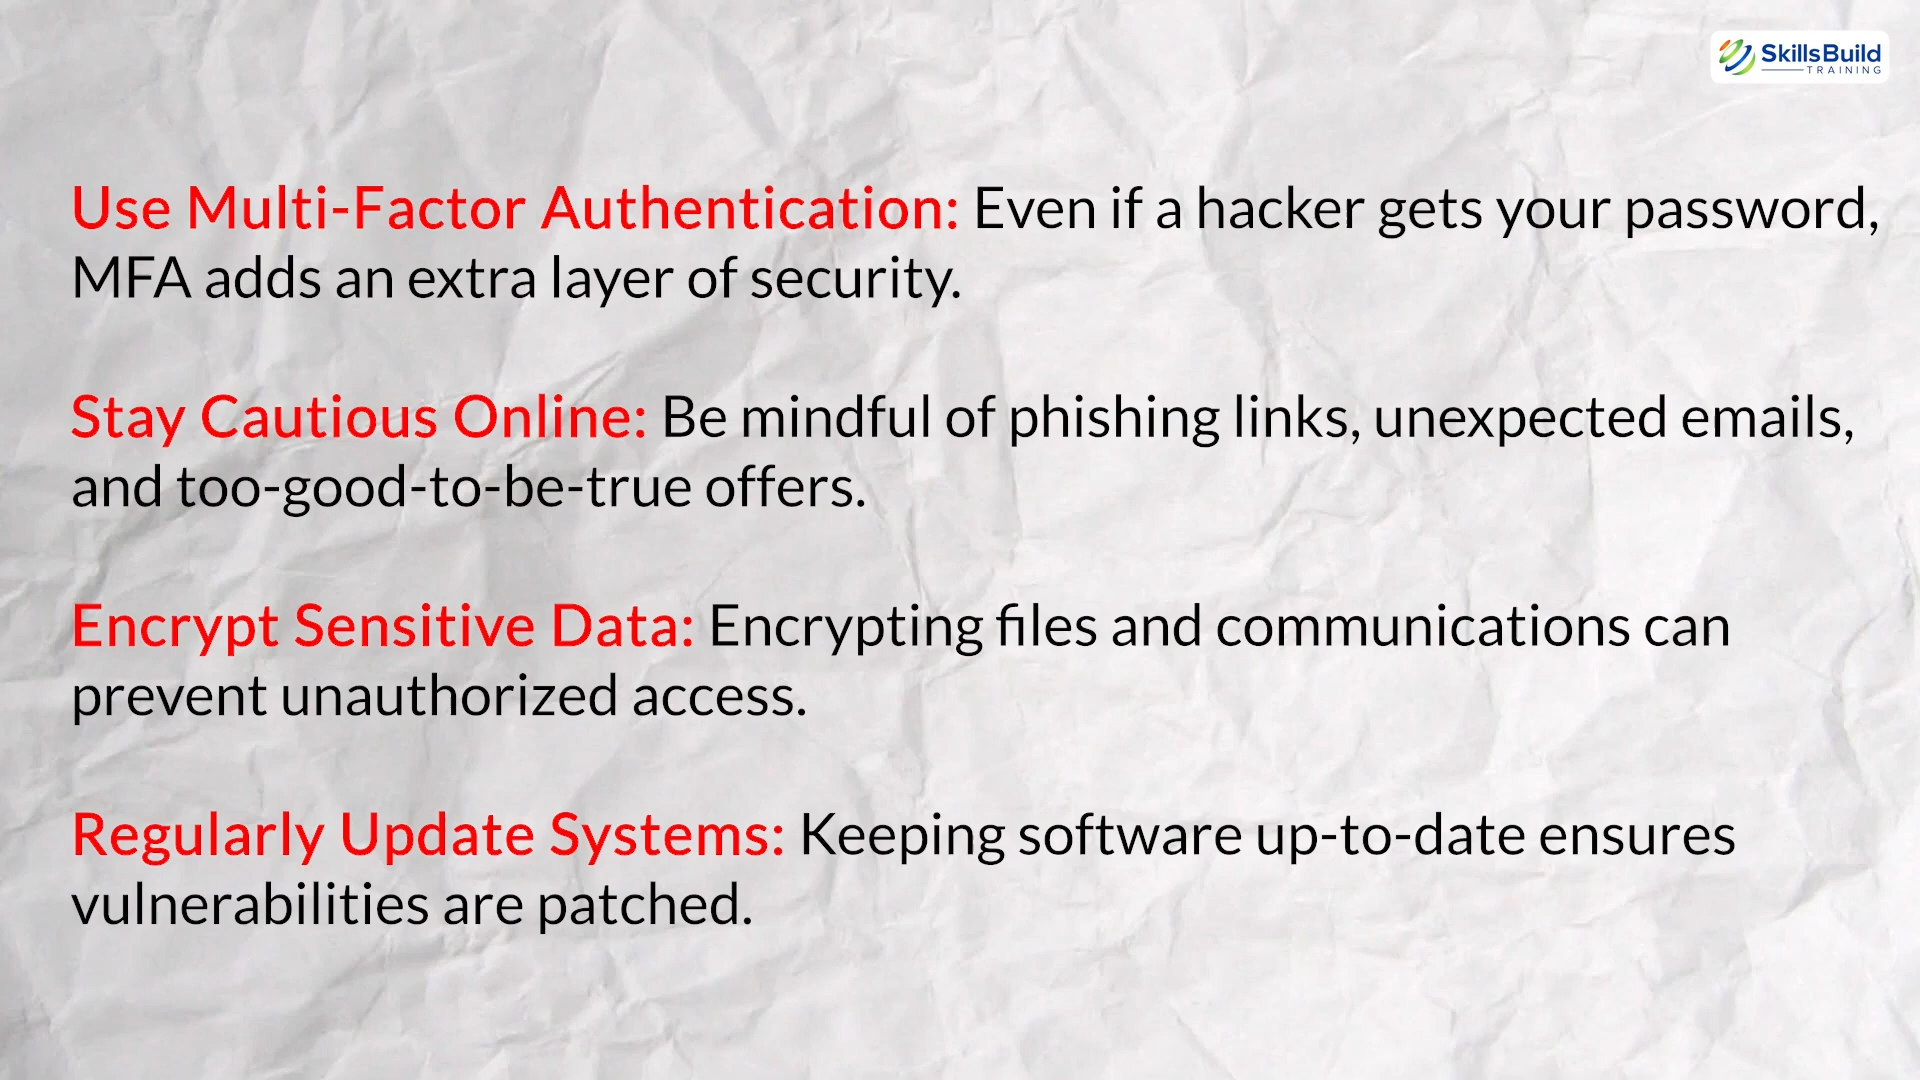 SkillsBuild
TRAINING
Use Multi-Factor Authentication: Even if a hacker gets your password,
MFA adds an extra layer of security.
Stay Cautious Online: Be mindful of phishing links, unexpected emails,
and too-good-to-be-true offers.
Encrypt Sensitive Data: Encrypting files and communications can
prevent unauthorized access.
Regularly Update Systems: Keeping software up-to-date ensures
vulnerabilities are patched.